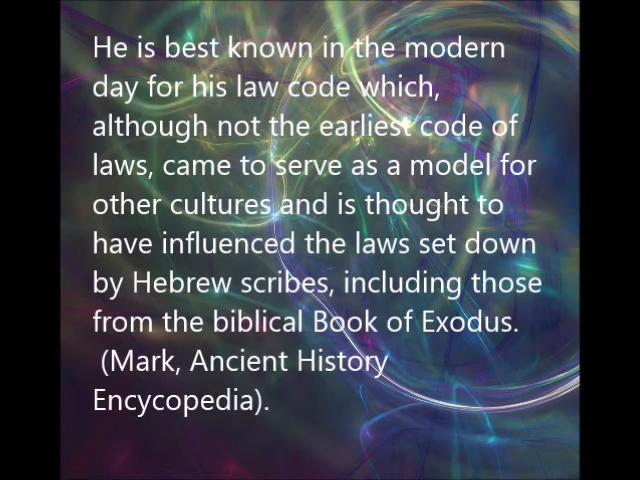 He is best known in the modern
day for his law code which,
although not the earliest code of
laws, came to serve as a model for
other cultures and is thought to
have influenced the laws set down
by Hebrew scribes, including those
from the biblical Book of Exodus.
(Mark, Ancient History
Encycopedia).